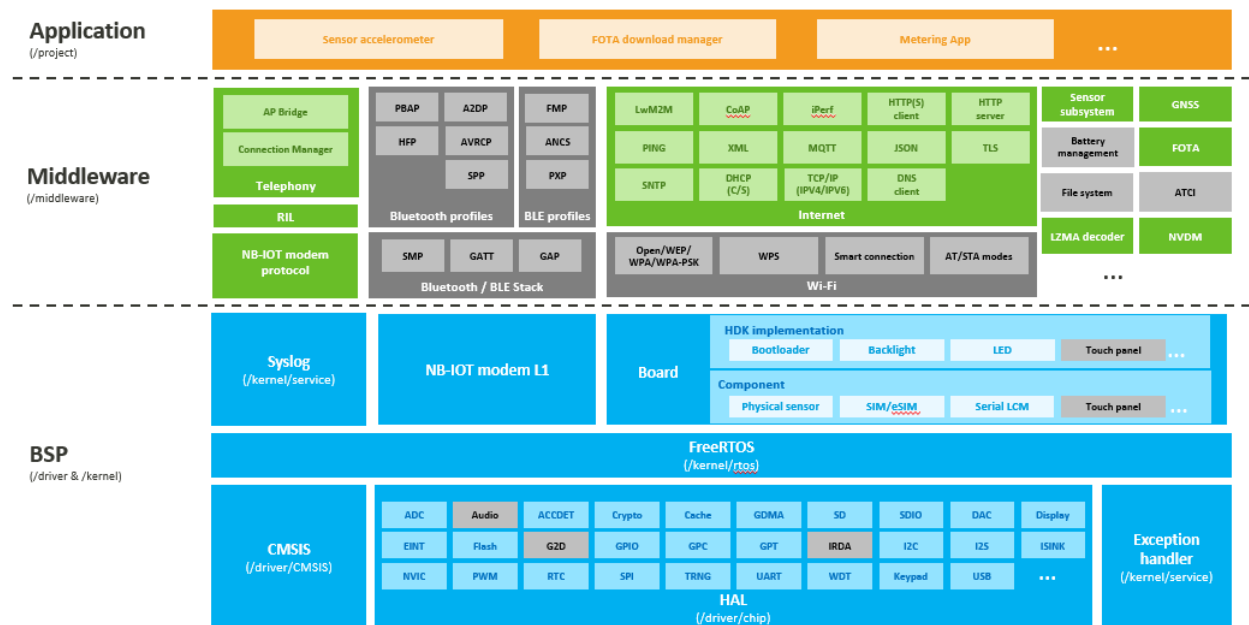 Application
(/project)
Sensor accelerometer
FOTA download manager
Metering App
...
Middleware
(/middleware)
AP Bridge
Connection Manager
Telephony
RIL
NB-IOT modem
protocol
PBAP
A2DP
HFP
AVRCP
SPP
Bluetooth profiles
FMP
ANCS
PXP
BLE profiles
SMP
GATT
GAP
Bluetooth / BLE Stack
LwM2M
CoAP
iPerf
HTTP(S)
client
HTTP
server
PING
XML
MQTT
JSON
TLS
SNTP
DHCP
(C/S)
TCP/IP
(IPV4/IPV6)
DNS
client
Internet
Open/WEP/
WPA/WPA-PSK
WPS
Smart connection
AT/STA modes
Wi-Fi
Sensor
subsystem
GNSS
Battery
management
FOTA
File system
ATCI
LZMA decoder
NVDM
...
BSP
(/driver & /kernel)
Syslog
(/kernel/service)
NB-IOT modem L1
Board
HDK implementation
Bootloader
Backlight
LED
Touch panel
...
Component
Physical sensor
SIM/eSIM
Serial LCM
Touch panel
...
FreeRTOS
(/kernel/rtos)
CMSIS
(/driver/CMSIS)
ADC
Audio
ACCDET
Crypto
Cache
GDMA
SD
SDIO
DAC
Display
EINT
Flash
G2D
GPIO
GPC
GPT
IRDA
I2C
I2S
ISINK
NVIC
PWM
RTC
SPI
TRNG
UART
WDT
Keypad
USB
...
HAL
(/driver/chip)
Exception
handler
(/kernel/service)